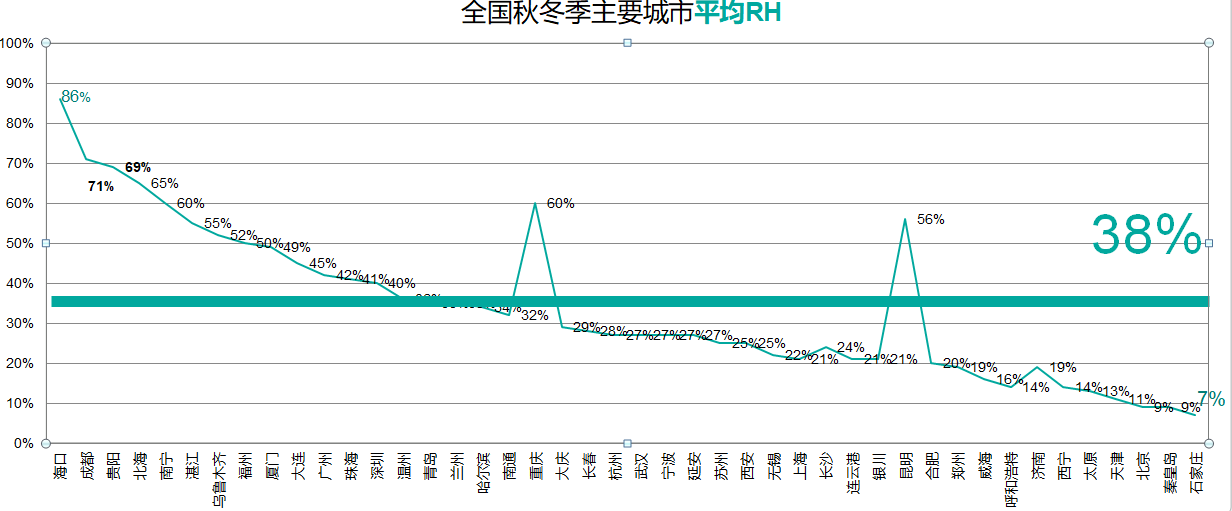 全国秋冬季主要城市平均RH
100%
90%
80%
70%
60%
50%
40%
30%
20%
10%
0%
86%
71%
69%
65%
60%
55%
52%
50%
49%
45%
42%
41%
40%
34%
32%
60%
29%
28%
27%
27%
27%
27%
25%
25%
22%
21%
24%
21%
21%
56%
20%
19%
16%
14%
19%
14%
13%
11%
9%
9%
7%
38%
海口
成都
贵阳
北海
南宁
湛江
乌鲁木齐
福州
厦门
大连
广州
珠海
深圳
温州
青岛
兰州
哈尔滨
南通
重庆
大庆
长春
杭州
武汉
宁波
延安
苏州
西安
无锡
上海
长沙
连云港
银川
昆明
合肥
郑州
威海
呼和浩特
济南
西宁
太原
天津
北京
秦皇岛
石家庄